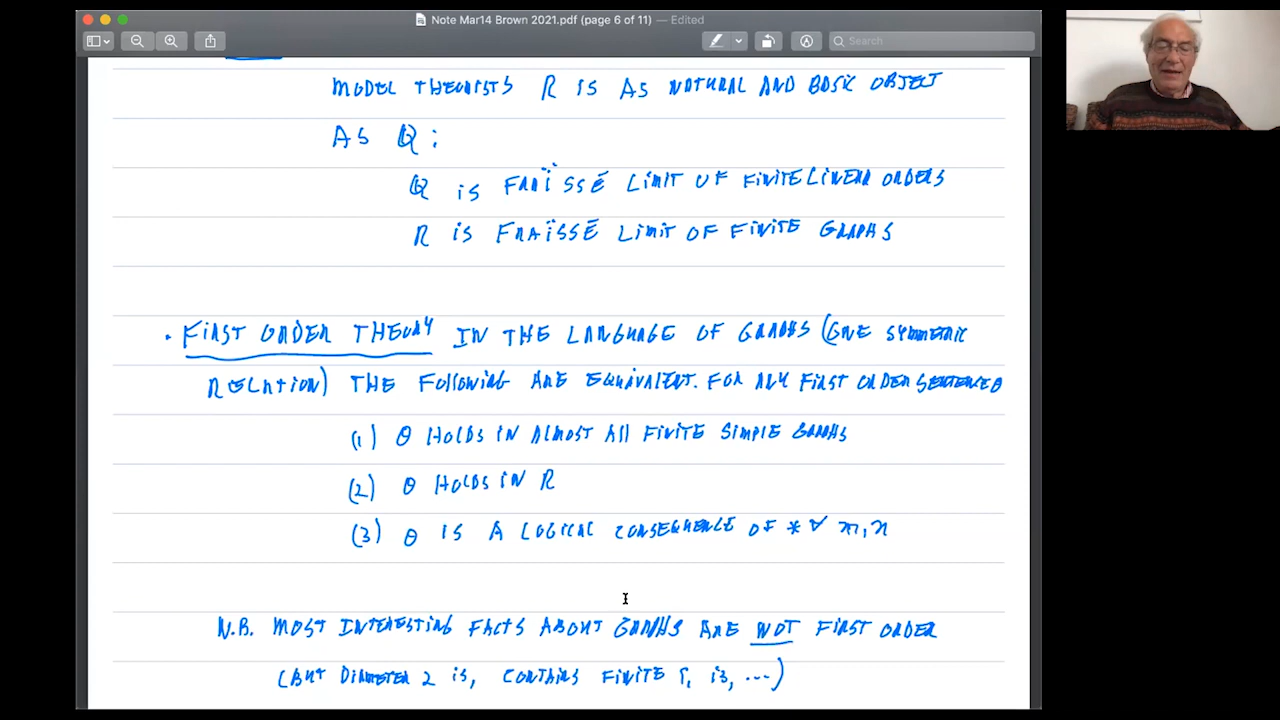 Note Mar14 Brown 2021.pdf (page 6 of 11) — Edited
Search
MODEL THEORISTS R IS AS NATURAL AND BASIC OBJECT
AS Q:
Q IS FRAÏSSÉ LIMIT OF FINITE LINEAR ORDERS
R IS FRAÏSSÉ LIMIT OF FINITE GRAPHS
• FIRST ORDER THEORY IN THE LANGUAGE OF GRAPHS (ONE SYMMETRIC
RELATION) THE FOLLOWING ARE EQUIVALENT. FOR ANY FIRST ORDER SENTENCE θ
(1) θ HOLDS IN ALMOST ALL FINITE SIMPLE GRAPHS
(2) θ HOLDS IN R
(3) θ IS A LOGICAL CONSEQUENCE OF * ∀ m, n
N.B. MOST INTERESTING FACTS ABOUT GRAPHS ARE NOT FIRST ORDER
(BUT DIAMETER 2 IS, CONTAINS FINITE Γ, IS, ...)